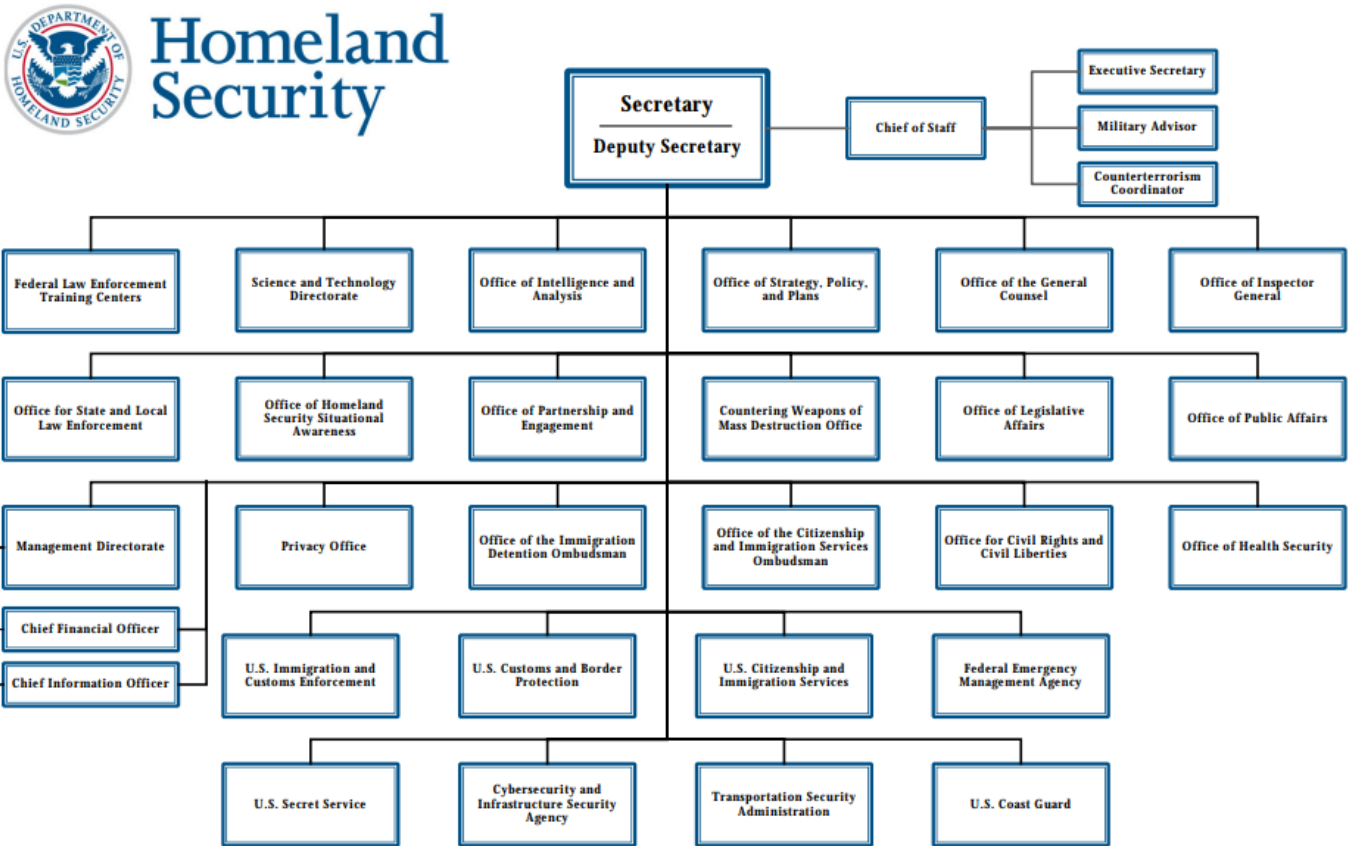 U.S. DEPARTMENT OF
HOMELAND SECURITY
Homeland
Security
Secretary
Deputy Secretary
Chief of Staff
Executive Secretary
Military Advisor
Counterterrorism
Coordinator
Federal Law Enforcement
Training Centers
Science and Technology
Directorate
Office of Intelligence and
Analysis
Office of Strategy, Policy,
and Plans
Office of the General
Counsel
Office of Inspector
General
Office for State and Local
Law Enforcement
Office of Homeland
Security Situational
Awareness
Office of Partnership and
Engagement
Countering Weapons of
Mass Destruction Office
Office of Legislative
Affairs
Office of Public Affairs
Management Directorate
Privacy Office
Office of the Immigration
Detention Ombudsman
Office of the Citizenship
and Immigration Services
Ombudsman
Office for Civil Rights and
Civil Liberties
Office of Health Security
Chief Financial Officer
Chief Information Officer
U.S. Immigration and
Customs Enforcement
U.S. Customs and Border
Protection
U.S. Citizenship and
Immigration Services
Federal Emergency
Management Agency
U.S. Secret Service
Cybersecurity and
Infrastructure Security
Agency
Transportation Security
Administration
U.S. Coast Guard